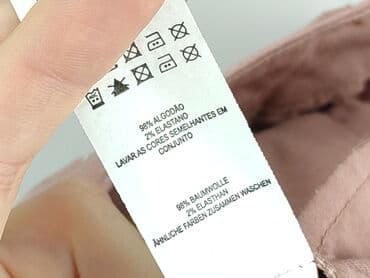 98% ALGODÃO
2% ELASTANO
LAVAR AS CORES SEMELHANTES EM
CONJUNTO
98% BAUMWOLLE
2% ELASTHAN
ÄHNLICHE FARBEN ZUSAMMEN WASCHEN